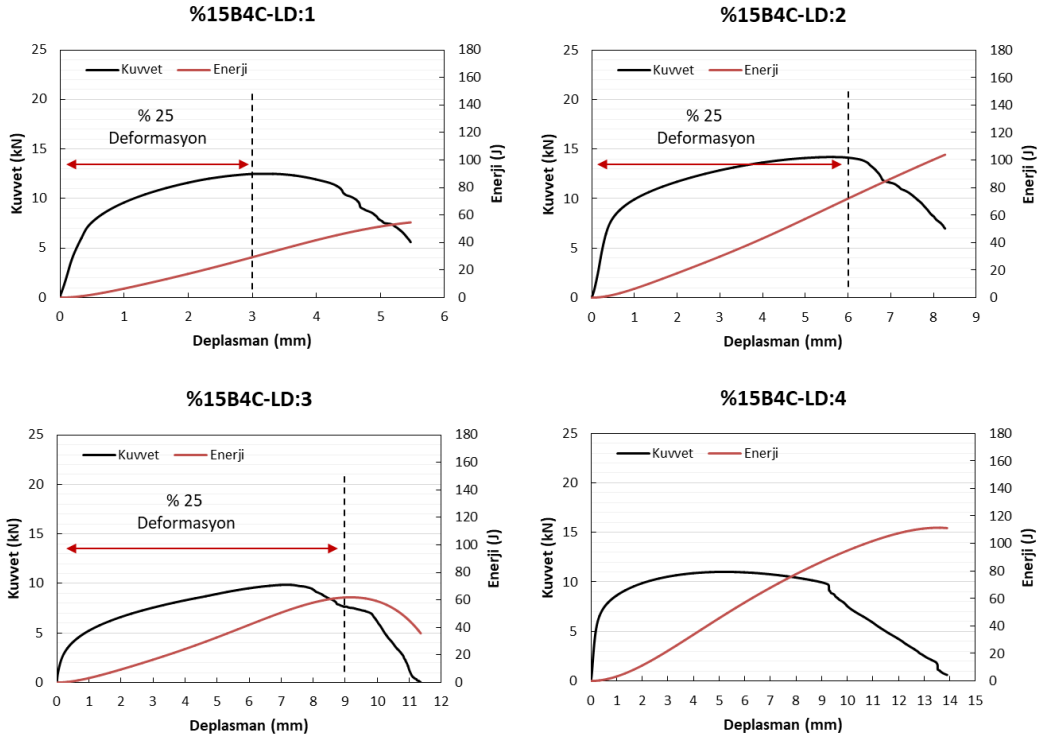 %15B4C-LD:1
Kuvvet Enerji
% 25
Deformasyon
Kuvvet (kN)
25
20
15
10
5
0
Enerji (J)
180
160
140
120
100
80
60
40
20
0
0 1 2 3 4 5 6
Deplasman (mm)
%15B4C-LD:2
Kuvvet Enerji
% 25
Deformasyon
Kuvvet (kN)
25
20
15
10
5
0
Enerji (J)
180
160
140
120
100
80
60
40
20
0
0 1 2 3 4 5 6 7 8 9
Deplasman (mm)
%15B4C-LD:3
Kuvvet Enerji
% 25
Deformasyon
Kuvvet (kN)
25
20
15
10
5
0
Enerji (J)
180
160
140
120
100
80
60
40
20
0
0 1 2 3 4 5 6 7 8 9 10 11 12
Deplasman (mm)
%15B4C-LD:4
Kuvvet Enerji
Kuvvet (kN)
25
20
15
10
5
0
Enerji (J)
180
160
140
120
100
80
60
40
20
0
0 1 2 3 4 5 6 7 8 9 10 11 12 13 14 15
Deplasman (mm)